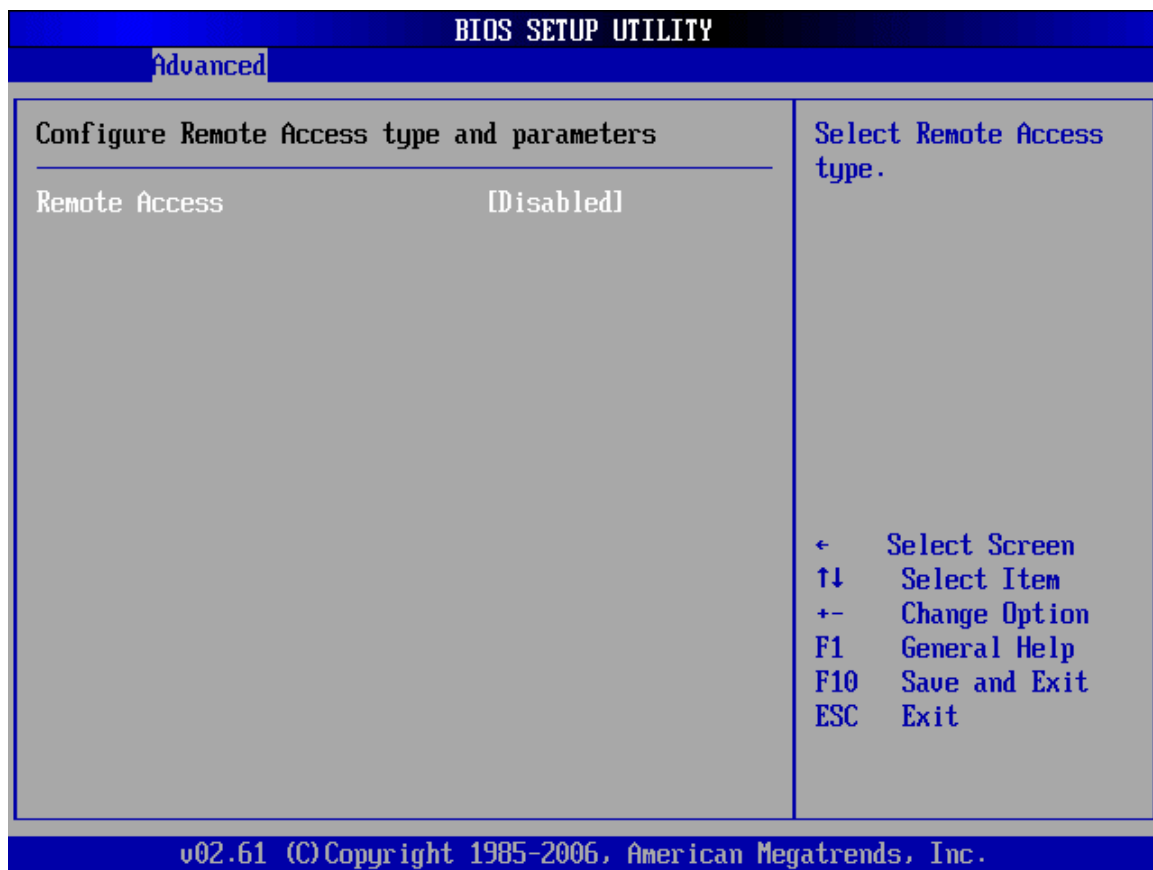 BIOS SETUP UTILITY
Advanced
Configure Remote Access type and parameters
Remote Access [Disabled]
Select Remote Access
type.
← Select Screen
↑↓ Select Item
+- Change Option
F1 General Help
F10 Save and Exit
ESC Exit
v02.61 (C)Copyright 1985-2006, American Megatrends, Inc.